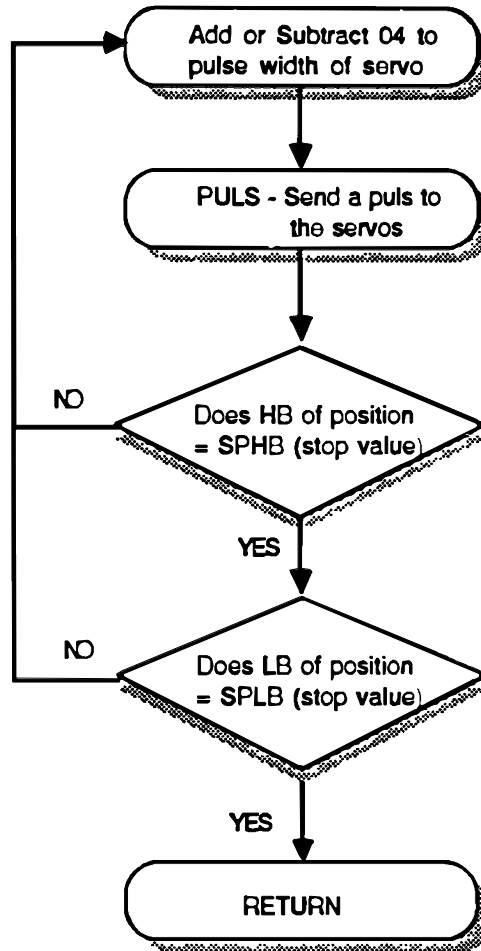 Add or Subtract 04 to
pulse width of servo
PULS - Send a puls to
the servos
NO
Does HB of position
= SPHB (stop value)
YES
NO
Does LB of position
= SPLB (stop value)
YES
RETURN